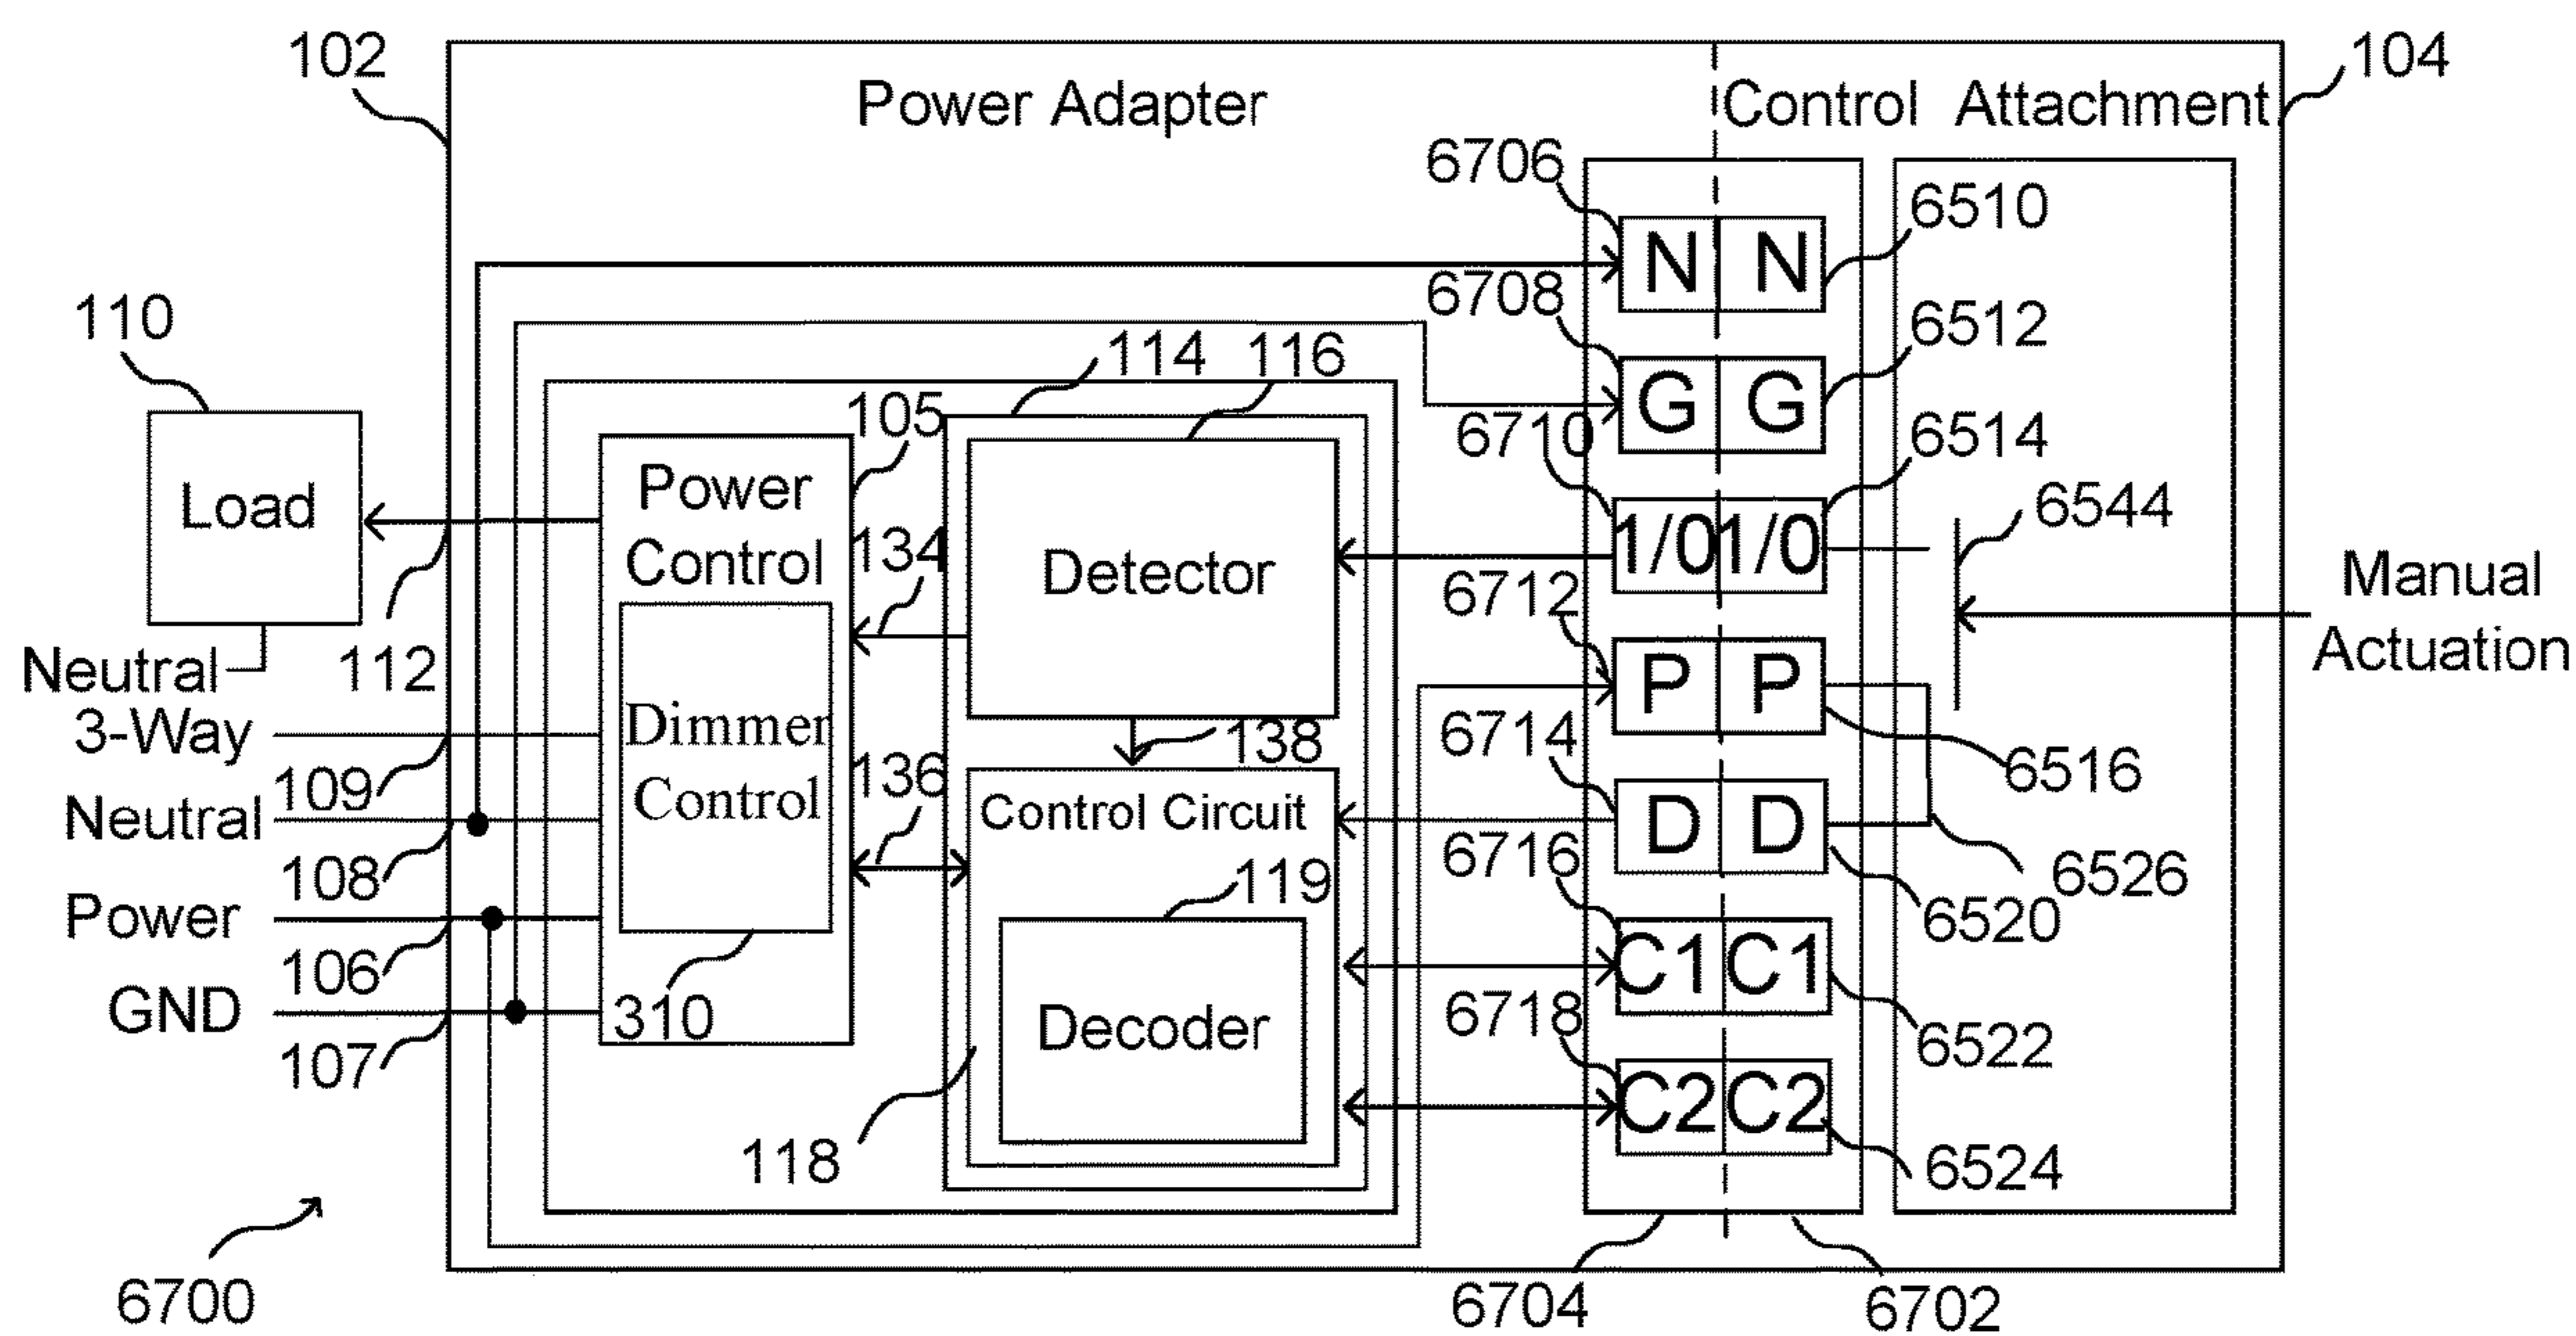 102
Power Adapter
Control Attachment
104
6706
N N
6510
6708
110
114
116
G G
6512
105
6710
6514
Load
Power
Control
134
Detector
1/0 1/0
6544
6712
Manual
Actuation
Neutral
112
P P
3-Way
Dimmer
Control
138
6714
6516
109
136
Neutral
Control Circuit
D D
108
119
6716
6526
6520
Power
106
C1 C1
GND
310
Decoder
6718
6522
107
118
C2 C2
6524
6700
6704
6702